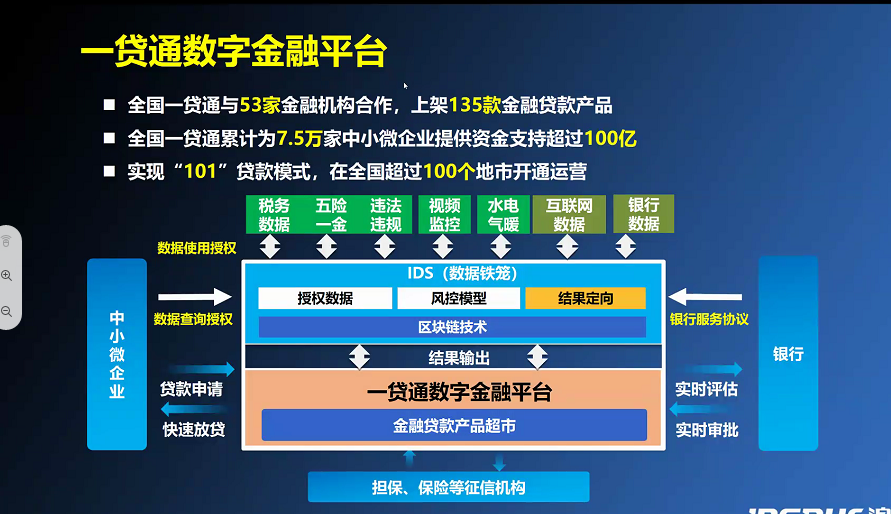 一贷通数字金融平台
全国一贷通与53家金融机构合作，上架135款金融贷款产品
全国一贷通累计为7.5万家中小微企业提供资金支持超过100亿
实现“101”贷款模式，在全国超过100个地市开通运营
税务
数据
五险
一金
违法
违规
视频
监控
水电
气暖
互联网
数据
银行
数据
数据使用授权
IDS（数据铁笼）
授权数据
风控模型
结果定向
区块链技术
数据查询授权
银行服务协议
中小微企业
银行
结果输出
贷款申请
快速放贷
一贷通数字金融平台
金融贷款产品超市
实时评估
实时审批
担保、保险等征信机构